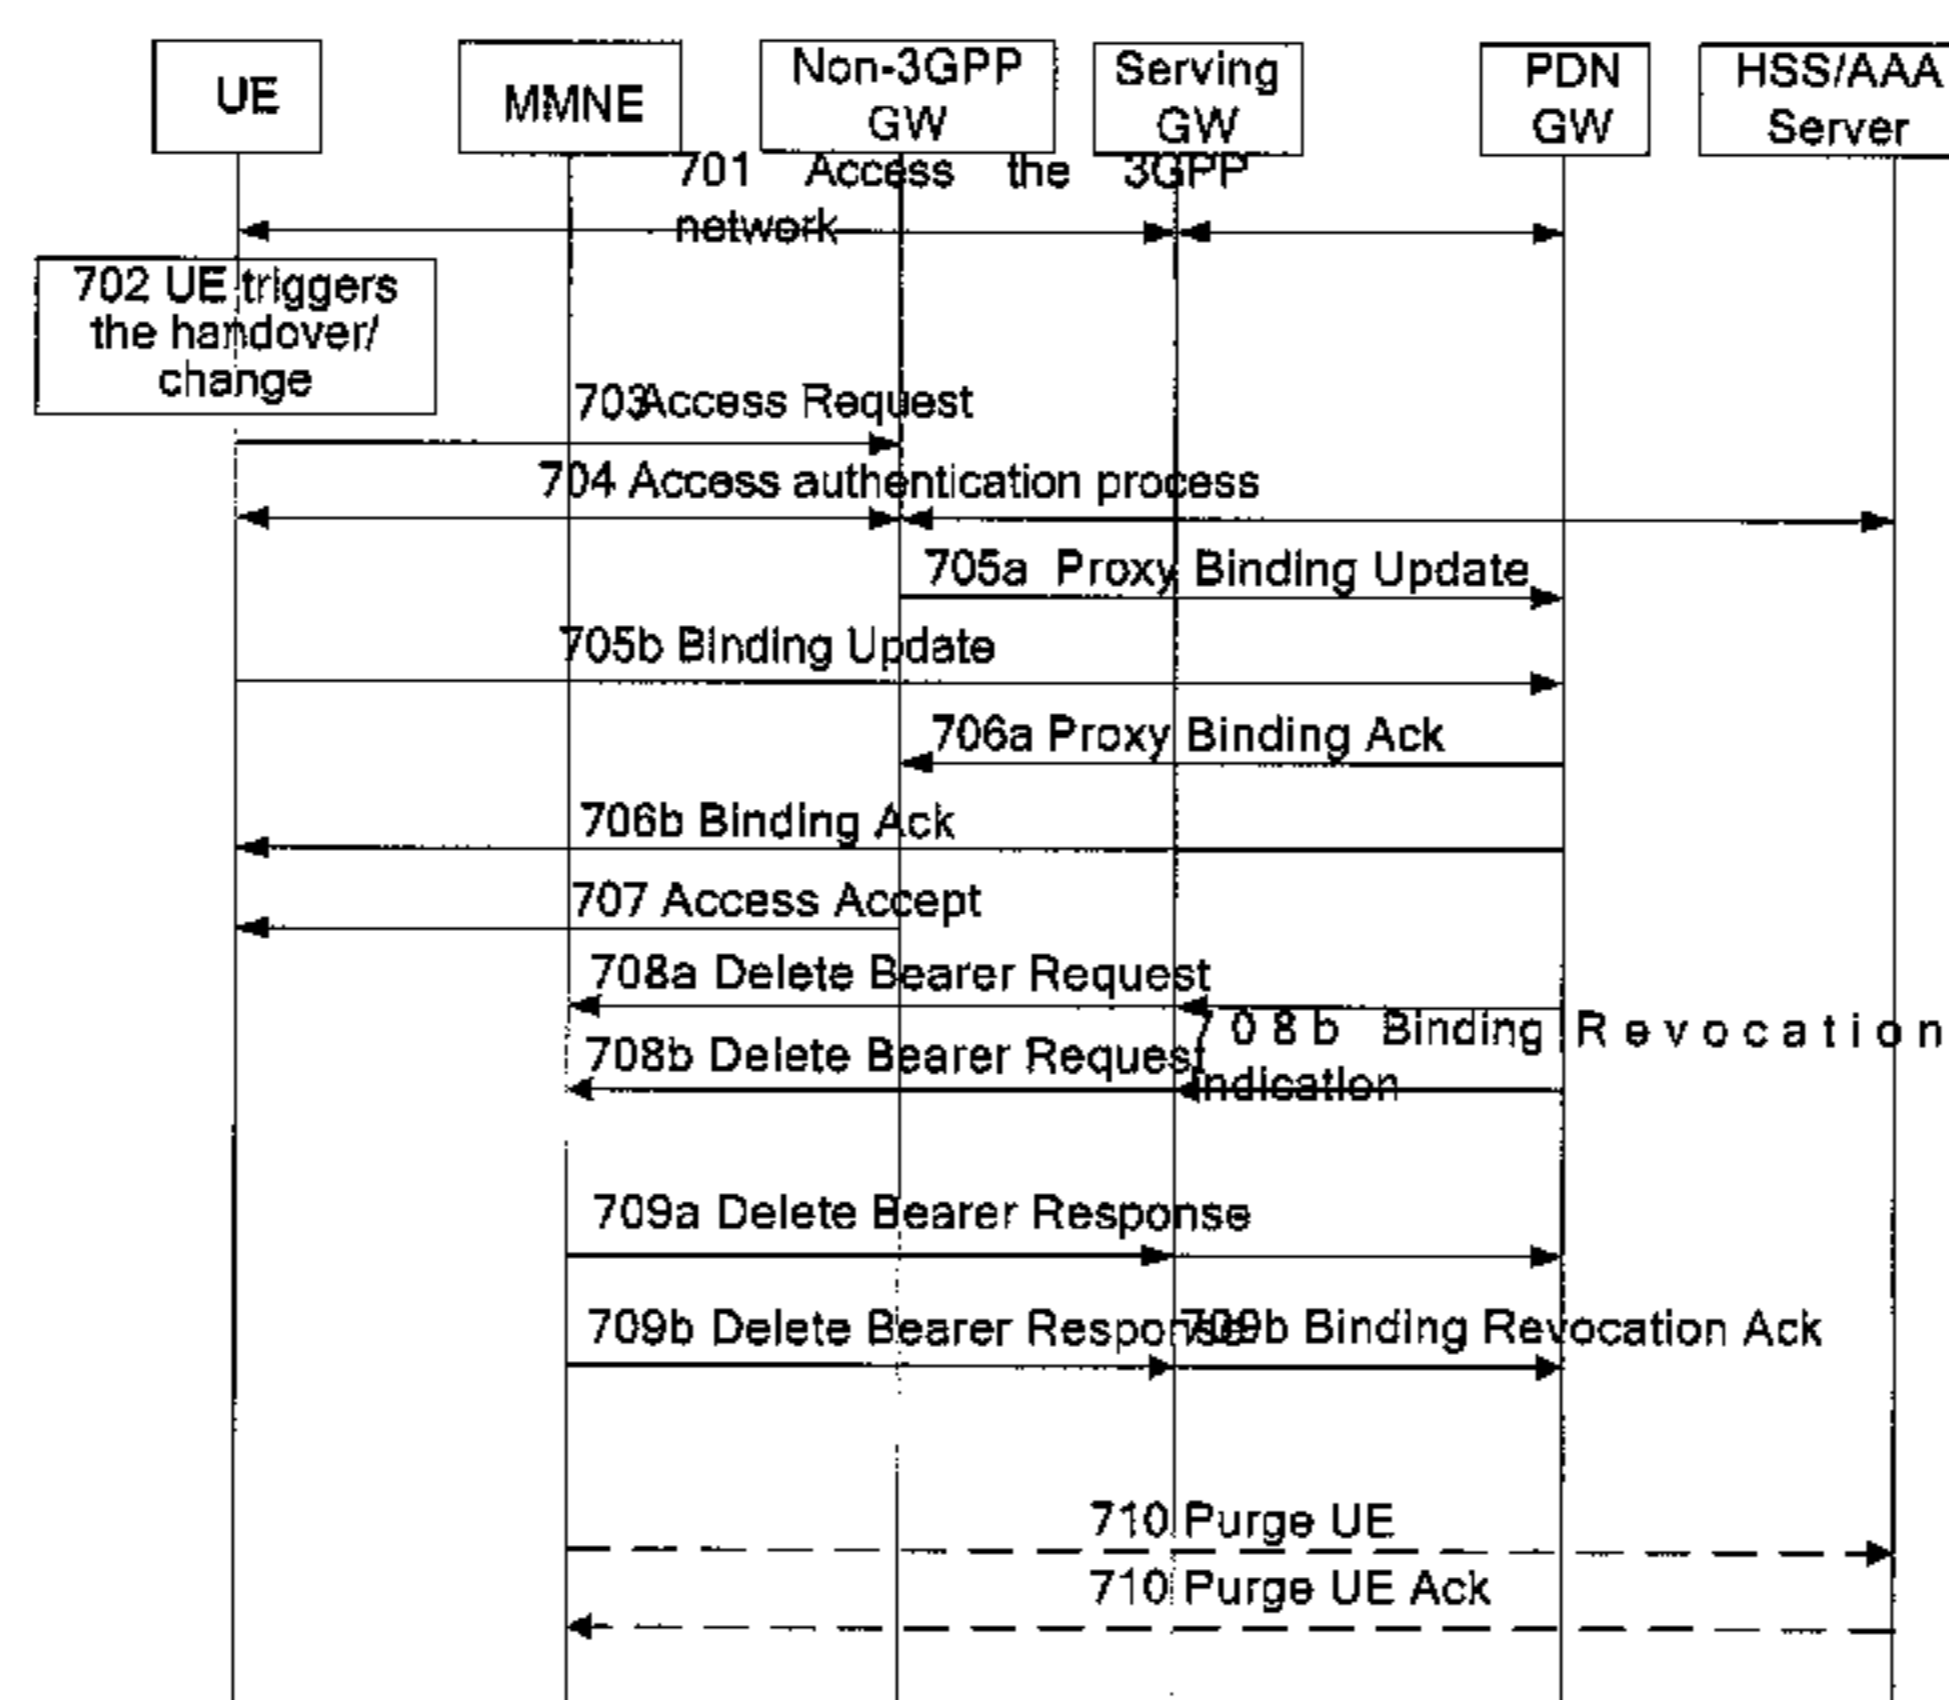 UE
MMNE
Non-3GPP
GW
Serving
GW
PDN
GW
HSS/AAA
Server
701 Access the 3GPP
network
702 UE triggers
the handover/
change
703Access Request
704 Access authentication process
705a Proxy Binding Update
705b Binding Update
706a Proxy Binding Ack
706b Binding Ack
707 Access Accept
708a Delete Bearer Request
708b Binding Revocation
indication
708b Delete Bearer Request
709a Delete Bearer Response
709b Delete Bearer Response
709b Binding Revocation Ack
710 Purge UE
710 Purge UE Ack